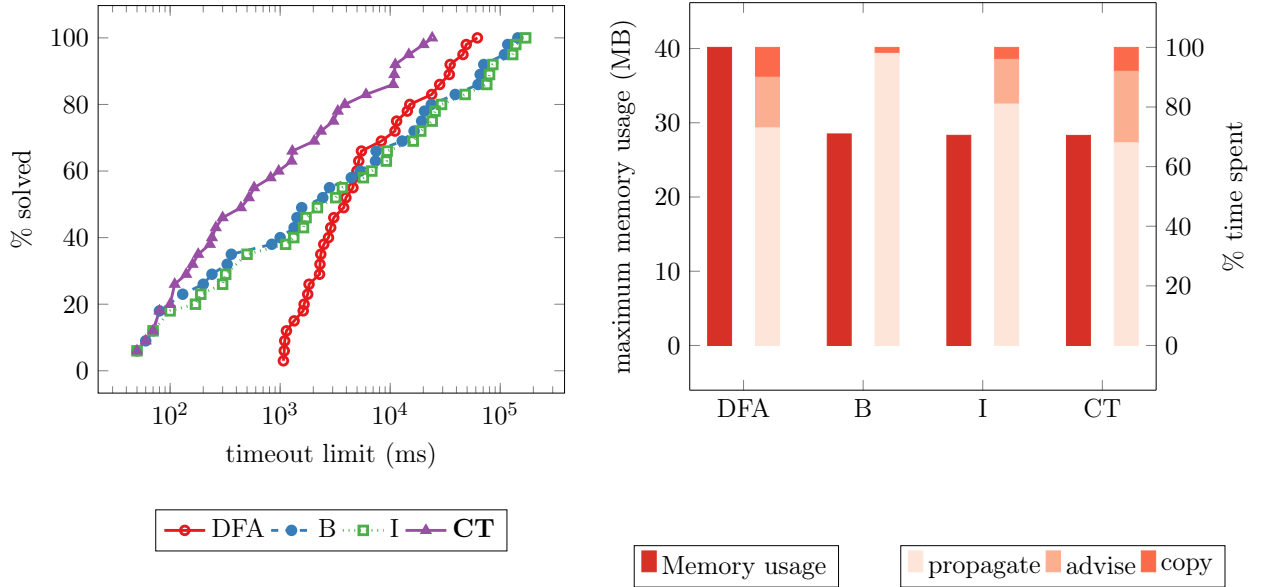 % solved
100
80
60
40
20
0
10^2
10^3
10^4
10^5
timeout limit (ms)
DFA B I CT
maximum memory usage (MB)
40
30
20
10
0
100
80
60
40
20
0
% time spent
DFA B I CT
Memory usage
propagate advise copy